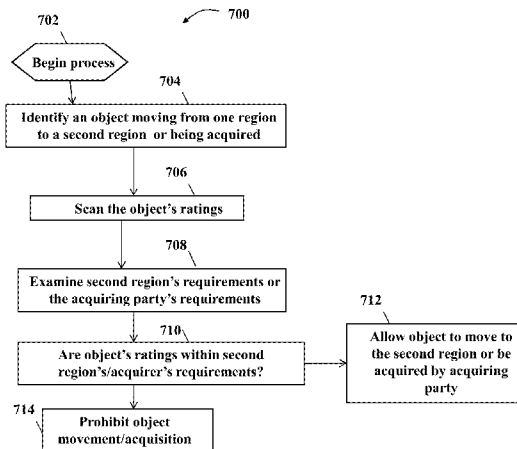 700
702
Begin process
704
Identify an object moving from one region
to a second region or being acquired
706
Scan the object's ratings
708
Examine second region's requirements or
the acquiring party's requirements
710
Are object's ratings within second
region's/acquirer's requirements?
712
Allow object to move to
the second region or be
acquired by acquiring
party
714
Prohibit object
movement/acquisition